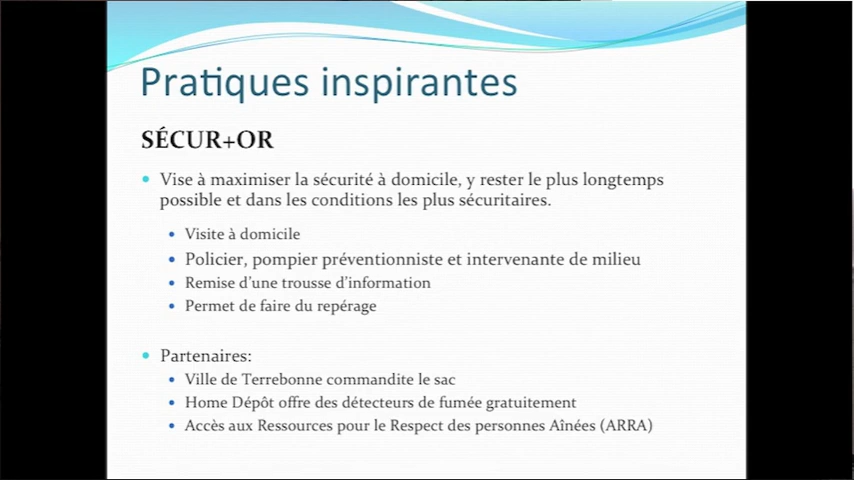 Pratiques inspirantes
SÉCUR+OR
Vise à maximiser la sécurité à domicile, y rester le plus longtemps
possible et dans les conditions les plus sécuritaires.
Visite à domicile
Policier, pompier préventionniste et intervenante de milieu
Remise d'une trousse d'information
Permet de faire du repérage
Partenaires:
Ville de Terrebonne commandite le sac
Home Dépôt offre des détecteurs de fumée gratuitement
Accès aux Ressources pour le Respect des personnes Aînées (ARRA)